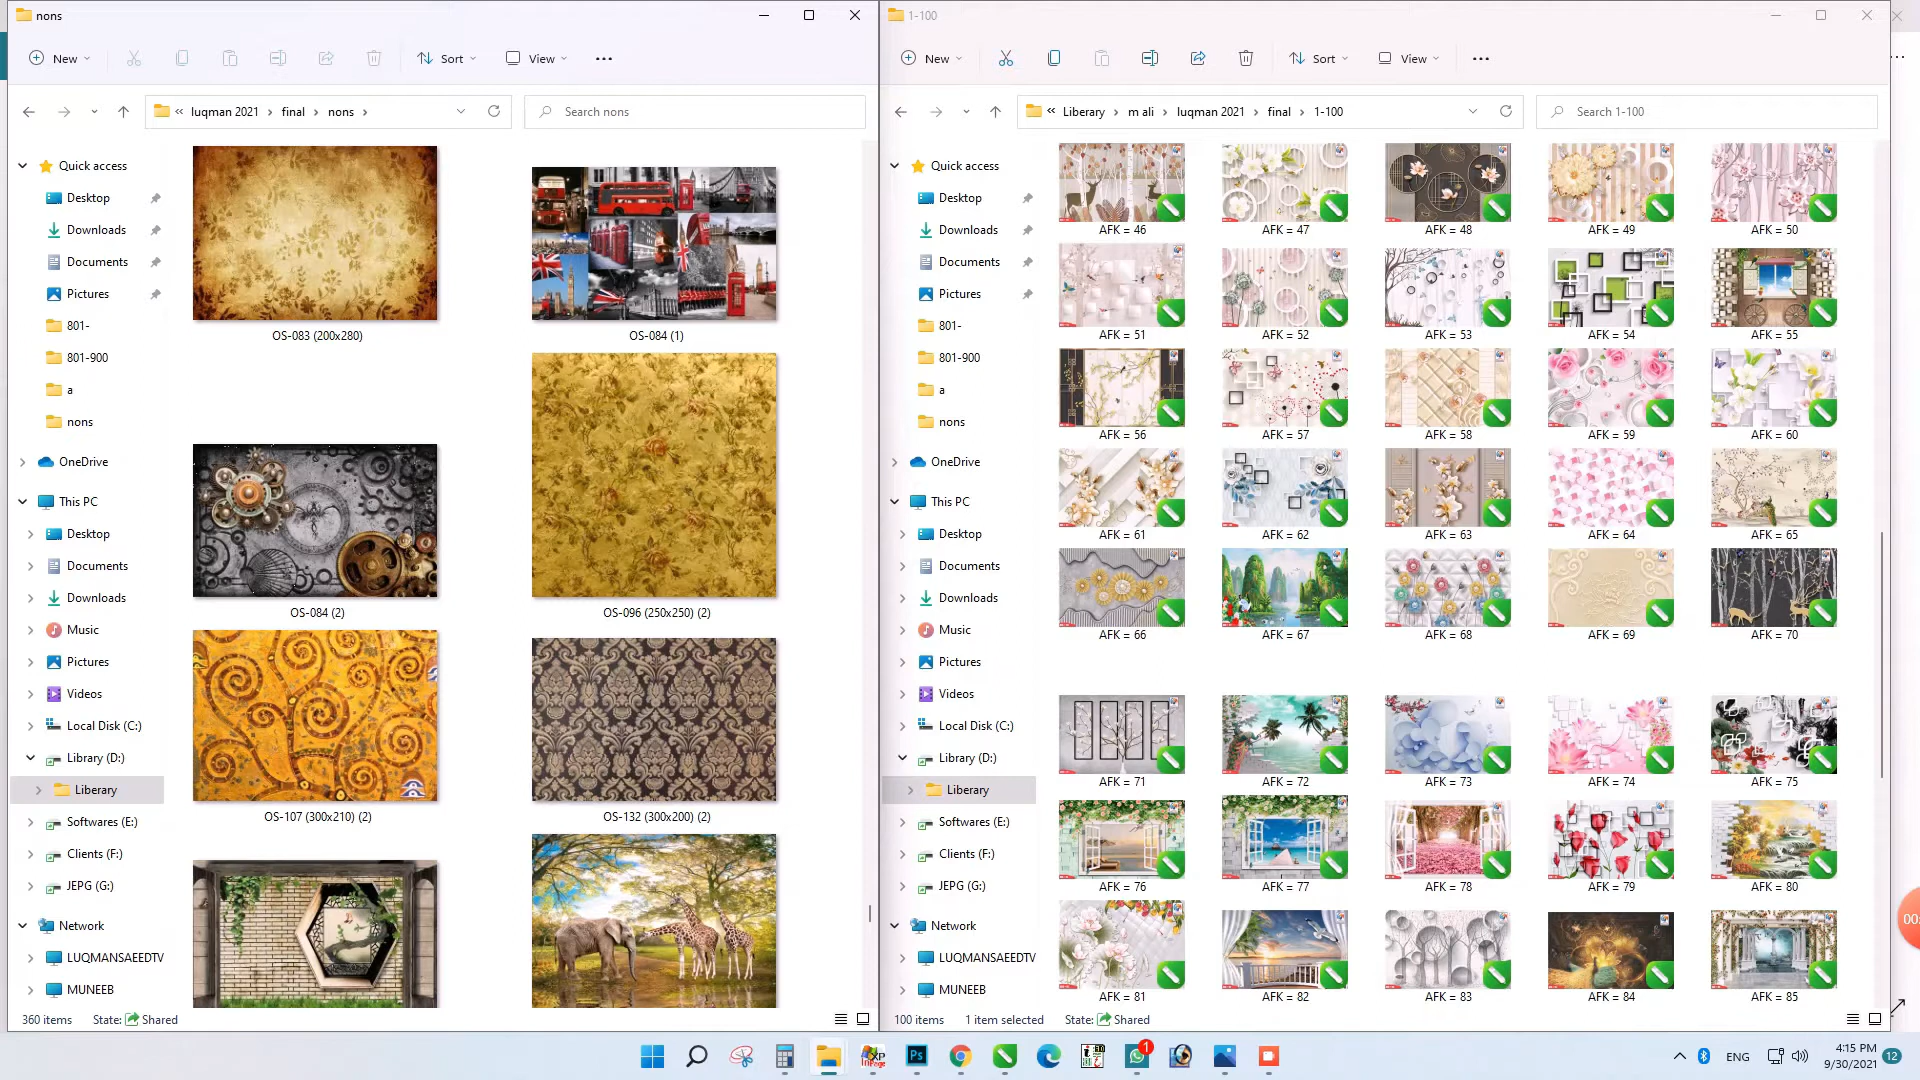 nons
New
Sort
View
luqman 2021 > final > nons >
Search nons
Quick access
Desktop
Downloads
Documents
Pictures
801-
801-900
a
nons
OneDrive
This PC
Desktop
Documents
Downloads
Music
Pictures
Videos
Local Disk (C:)
Library (D:)
Liberary
Softwares (E:)
Clients (F:)
JEPG (G:)
Network
LUQMANSAEEDTV
MUNEEB
OS-083 (200x280)
OS-084 (1)
OS-084 (2)
OS-096 (250x250) (2)
OS-107 (300x210) (2)
OS-132 (300x200) (2)
360 items
State: Shared
1-100
New
Sort
View
Liberary > m ali > luqman 2021 > final > 1-100
Search 1-100
Quick access
Desktop
Downloads
Documents
Pictures
801-
801-900
a
nons
OneDrive
This PC
Desktop
Documents
Downloads
Music
Pictures
Videos
Local Disk (C:)
Library (D:)
Liberary
Softwares (E:)
Clients (F:)
JEPG (G:)
Network
LUQMANSAEEDTV
MUNEEB
AFK = 46
AFK = 47
AFK = 48
AFK = 49
AFK = 50
AFK = 51
AFK = 52
AFK = 53
AFK = 54
AFK = 55
AFK = 56
AFK = 57
AFK = 58
AFK = 59
AFK = 60
AFK = 61
AFK = 62
AFK = 63
AFK = 64
AFK = 65
AFK = 66
AFK = 67
AFK = 68
AFK = 69
AFK = 70
AFK = 71
AFK = 72
AFK = 73
AFK = 74
AFK = 75
AFK = 76
AFK = 77
AFK = 78
AFK = 79
AFK = 80
AFK = 81
AFK = 82
AFK = 83
AFK = 84
AFK = 85
100 items
1 item selected
State: Shared
00:
XP
InPage
Ps
1
ENG
4:15 PM
9/30/2021
12